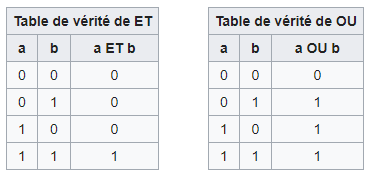 Table de vérité de ET
a b a ET b
0 0 0
0 1 0
1 0 0
1 1 1
Table de vérité de OU
a b a OU b
0 0 0
0 1 1
1 0 1
1 1 1